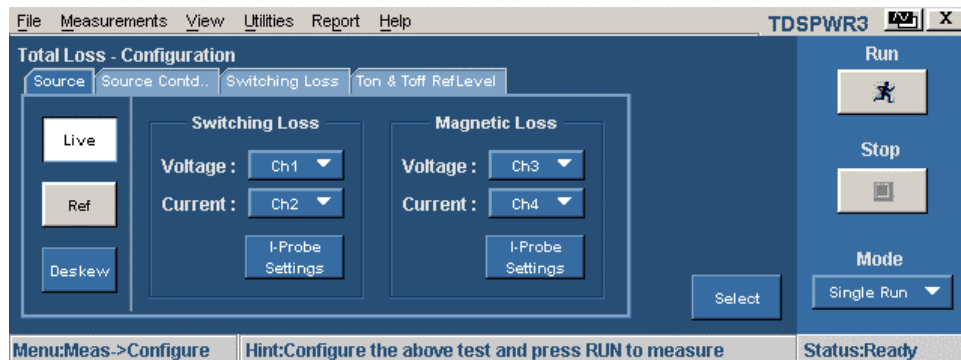 File Measurements View Utilities Report Help TDSPWR3 X
Total Loss - Configuration Run
Source Source Contd.. Switching Loss Ton & Toff RefLevel
Switching Loss Magnetic Loss
Live Stop
Voltage : Ch1 Voltage : Ch3
Ref Current : Ch2 Current : Ch4
I-Probe Settings I-Probe Settings Mode
Deskew Select Single Run
Menu:Meas->Configure Hint:Configure the above test and press RUN to measure Status:Ready